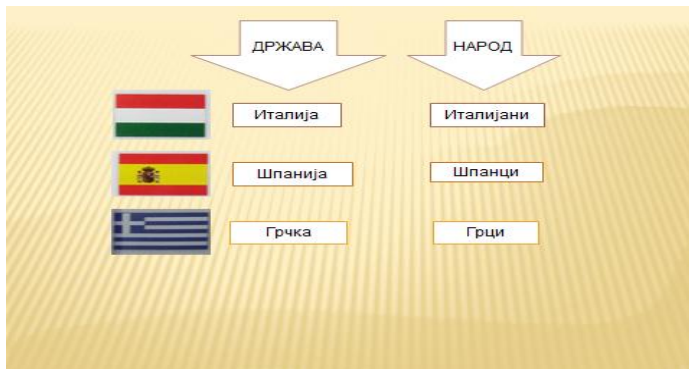 ДРЖАВА
НАРОД
Италија
Италијани
Шпанија
Шпанци
Грчка
Грци